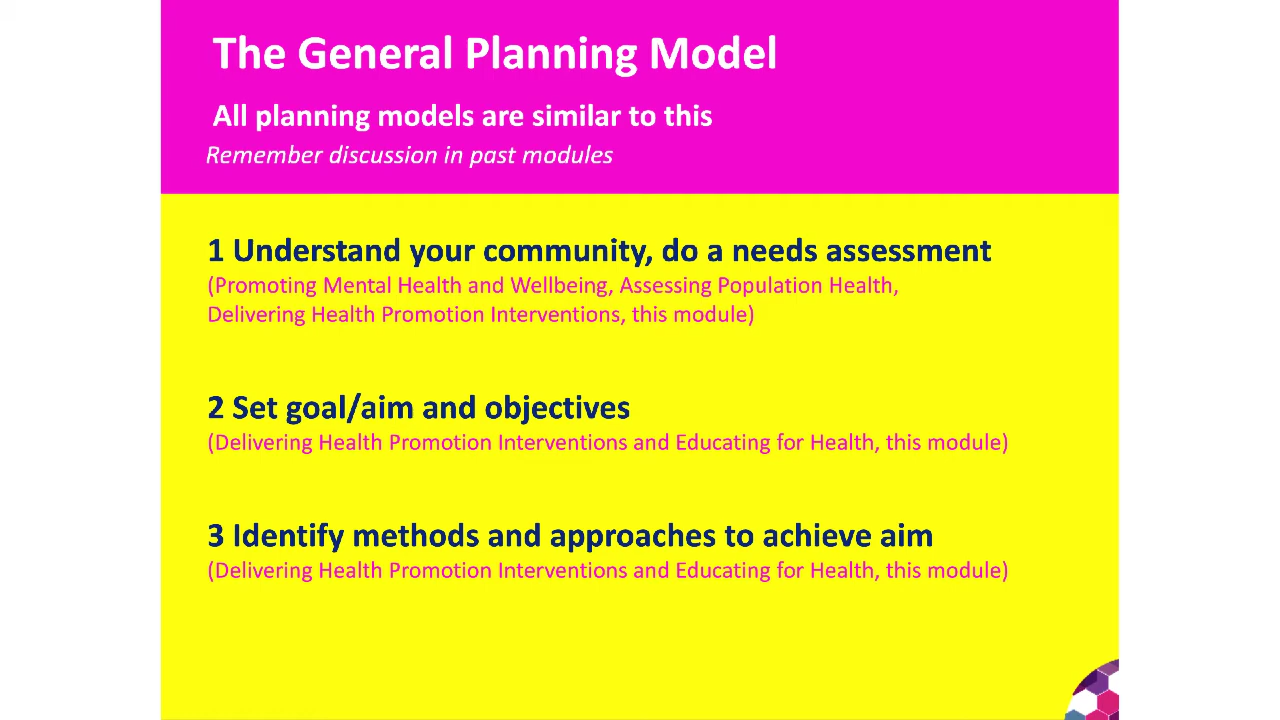 The General Planning Model
All planning models are similar to this
Remember discussion in past modules
1 Understand your community, do a needs assessment
(Promoting Mental Health and Wellbeing, Assessing Population Health,
Delivering Health Promotion Interventions, this module)
2 Set goal/aim and objectives
(Delivering Health Promotion Interventions and Educating for Health, this module)
3 Identify methods and approaches to achieve aim
(Delivering Health Promotion Interventions and Educating for Health, this module)